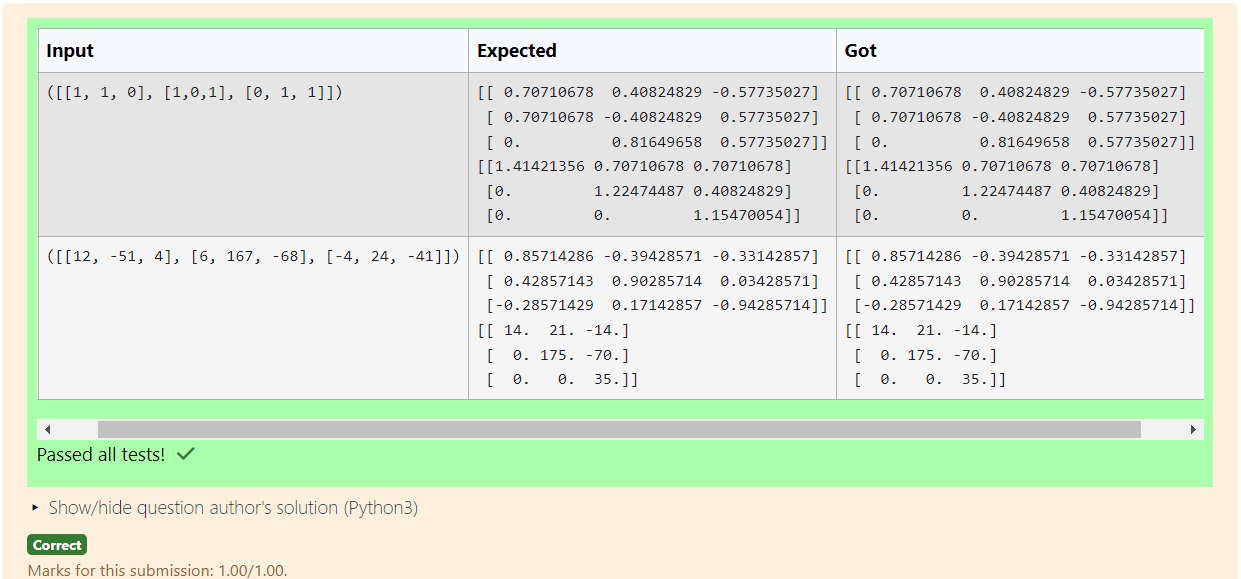 Input Expected Got
([[1, 1, 0], [1,0,1], [0, 1, 1]]) [[ 0.70710678  0.40824829 -0.57735027] [[ 0.70710678  0.40824829 -0.57735027]
[ 0.70710678 -0.40824829  0.57735027] [ 0.70710678 -0.40824829  0.57735027]
[ 0.          0.81649658  0.57735027]] [ 0.          0.81649658  0.57735027]]
[[1.41421356 0.70710678 0.70710678] [[1.41421356 0.70710678 0.70710678]
[0.         1.22474487 0.40824829] [0.         1.22474487 0.40824829]
[0.         0.         1.15470054]] [0.         0.         1.15470054]]
([[12, -51, 4], [6, 167, -68], [-4, 24, -41]]) [[ 0.85714286 -0.39428571 -0.33142857] [[ 0.85714286 -0.39428571 -0.33142857]
[ 0.42857143  0.90285714  0.03428571] [ 0.42857143  0.90285714  0.03428571]
[-0.28571429  0.17142857 -0.94285714]] [-0.28571429  0.17142857 -0.94285714]]
[[ 14.  21. -14.] [[ 14.  21. -14.]
[  0. 175. -70.] [  0. 175. -70.]
[  0.   0.  35.]] [  0.   0.  35.]]
Passed all tests! ✓
Show/hide question author's solution (Python3)
Correct
Marks for this submission: 1.00/1.00.